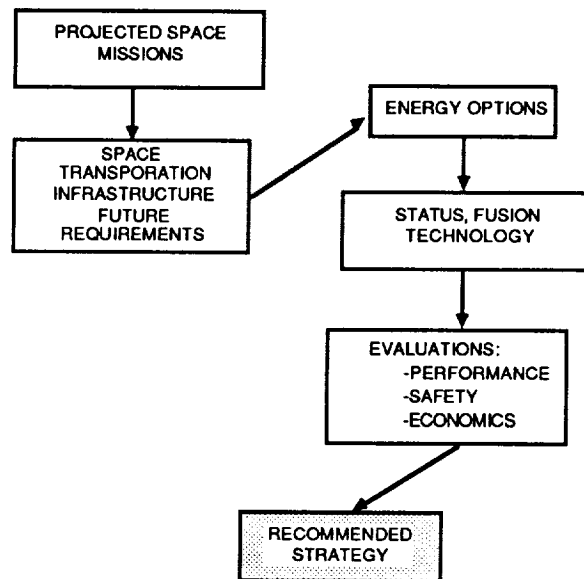 PROJECTED SPACE
MISSIONS
SPACE
TRANSPORATION
INFRASTRUCTURE
FUTURE
REQUIREMENTS
ENERGY OPTIONS
STATUS, FUSION
TECHNOLOGY
EVALUATIONS:
-PERFORMANCE
-SAFETY
-ECONOMICS
RECOMMENDED
STRATEGY